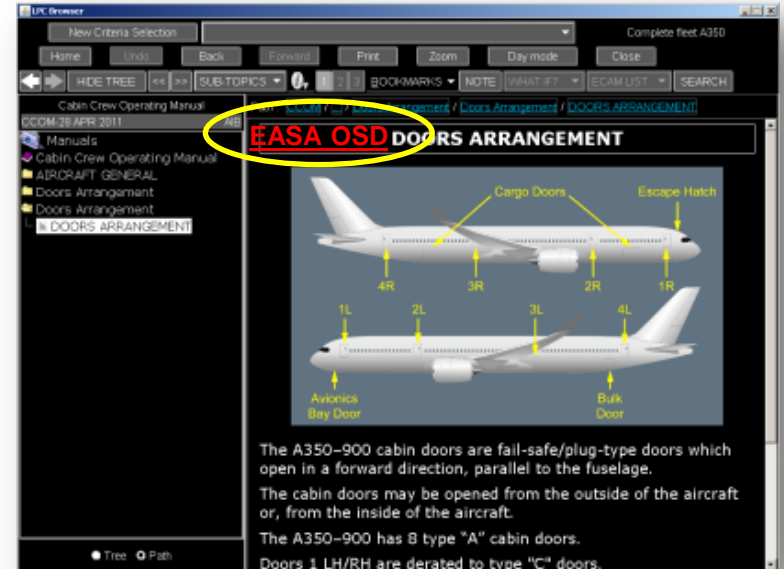 LPC Browser
New Criteria Selection
Complete fleet A350
Home Undo Back Forward Print Zoom Day mode Close
HIDE TREE << >> SUB-TOPICS 1 2 3 BOOKMARKS NOTE WHAT IF? ECAM LIST SEARCH
Cabin Crew Operating Manual
CCOM / ... / Doors Arrangement / Doors Arrangement / DOORS ARRANGEMENT
CCOM-28 APR 2011 AIB
Manuals
Cabin Crew Operating Manual
AIRCRAFT GENERAL
Doors Arrangement
Doors Arrangement
DOORS ARRANGEMENT
EASA OSD DOORS ARRANGEMENT
Cargo Doors Escape Hatch
4R 3R 2R 1R
1L 2L 3L 4L
Avionics
Bay Door
Bulk
Door
The A350-900 cabin doors are fail-safe/plug-type doors which
open in a forward direction, parallel to the fuselage.
The cabin doors may be opened from the outside of the aircraft
or, from the inside of the aircraft.
The A350-900 has 8 type "A" cabin doors.
Doors 1 LH/RH are derated to type "C" doors.
Tree Path